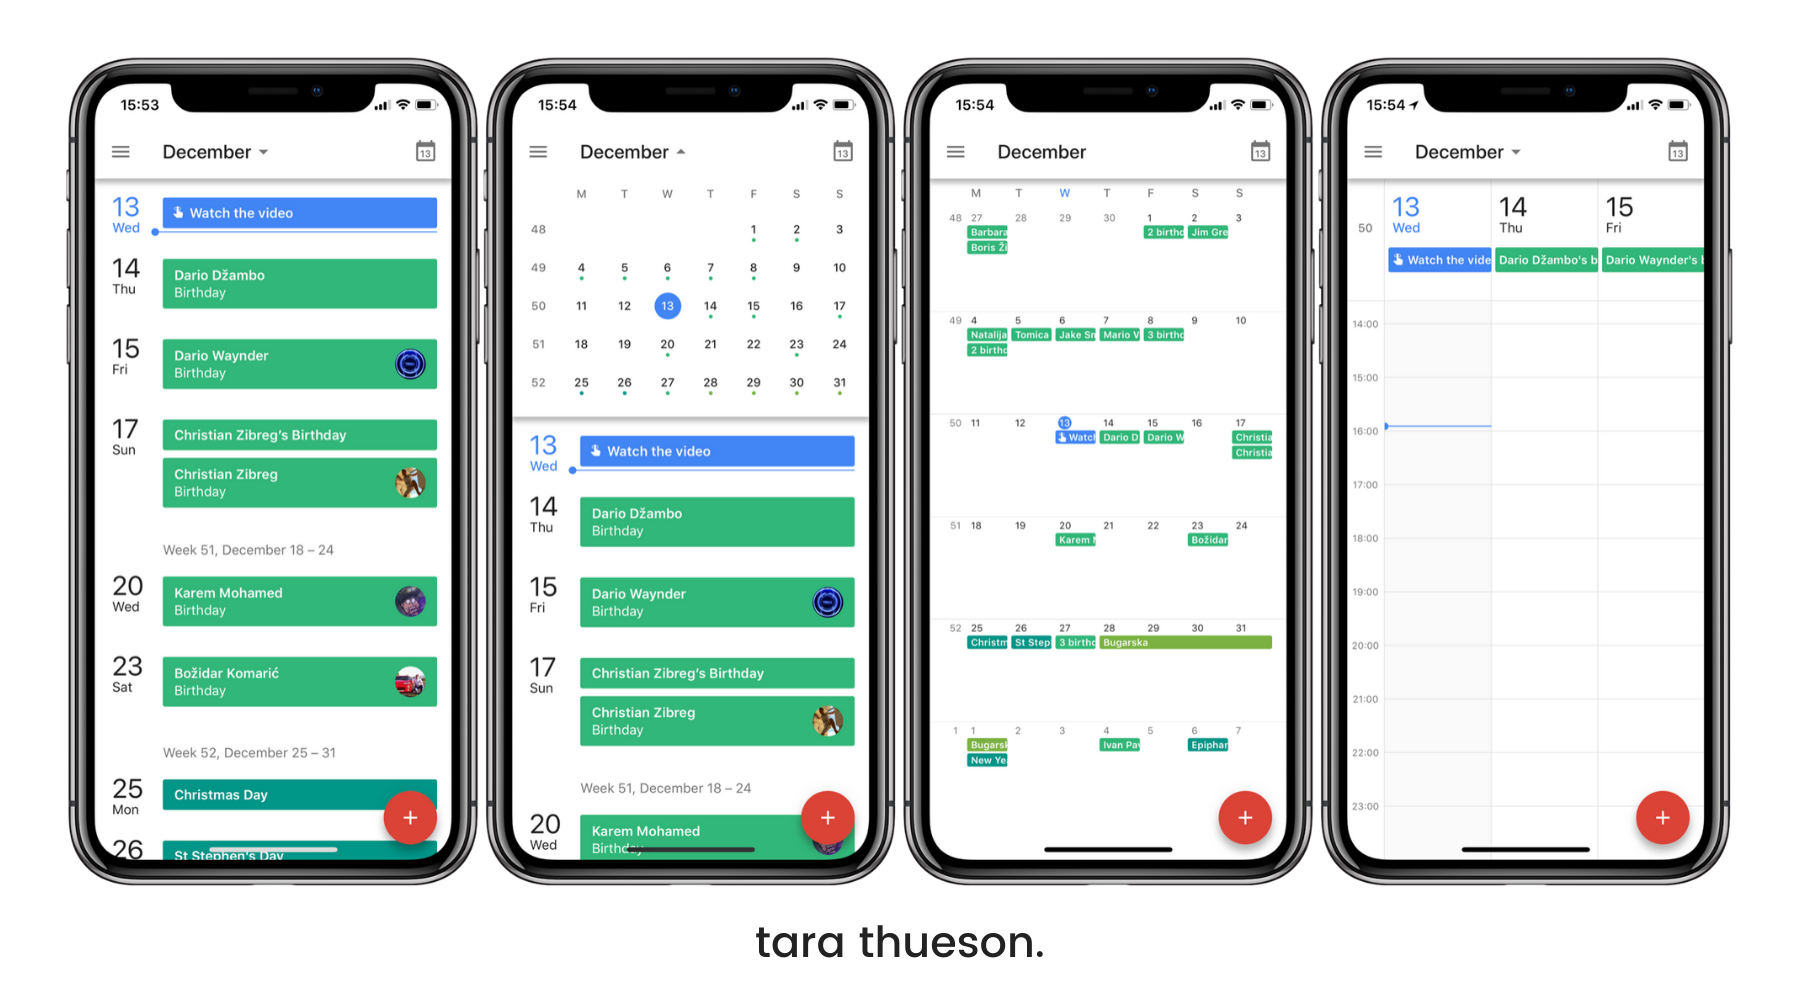 15:53
December
13
13
Wed
Watch the video
14
Thu
Dario Džambo
Birthday
15
Fri
Dario Waynder
Birthday
17
Sun
Christian Zibreg's Birthday
Christian Zibreg
Birthday
Week 51, December 18 – 24
20
Wed
Karem Mohamed
Birthday
23
Sat
Božidar Komarić
Birthday
Week 52, December 25 – 31
25
Mon
Christmas Day
26
St Stephen's Day
15:54
December
13
M T W T F S S
48 1 2 3
49 4 5 6 7 8 9 10
50 11 12 13 14 15 16 17
51 18 19 20 21 22 23 24
52 25 26 27 28 29 30 31
13
Wed
Watch the video
14
Thu
Dario Džambo
Birthday
15
Fri
Dario Waynder
Birthday
17
Sun
Christian Zibreg's Birthday
Christian Zibreg
Birthday
Week 51, December 18 – 24
20
Wed
Karem Mohamed
Birthday
15:54
December
13
M T W T F S S
48 27 28 29 30 1 2 3
Barbara 2 birthd Jim Gre
Boris Ži
49 4 5 6 7 8 9 10
Natalija Tomica Jake Sn Mario V 3 birthd
2 birthd
50 11 12 13 14 15 16 17
Watch Dario D Dario W Christia
Christia
51 18 19 20 21 22 23 24
Karem Božidar
52 25 26 27 28 29 30 31
Christm St Step 3 birthd Bugarska
1 1 2 3 4 5 6 7
Bugarsk Ivan Pav Epiphan
New Ye
15:54
December
13
13 14 15
50 Wed Thu Fri
Watch the vide Dario Džambo's b Dario Waynder's b
14:00
15:00
16:00
17:00
18:00
19:00
20:00
21:00
22:00
23:00
tara thueson.